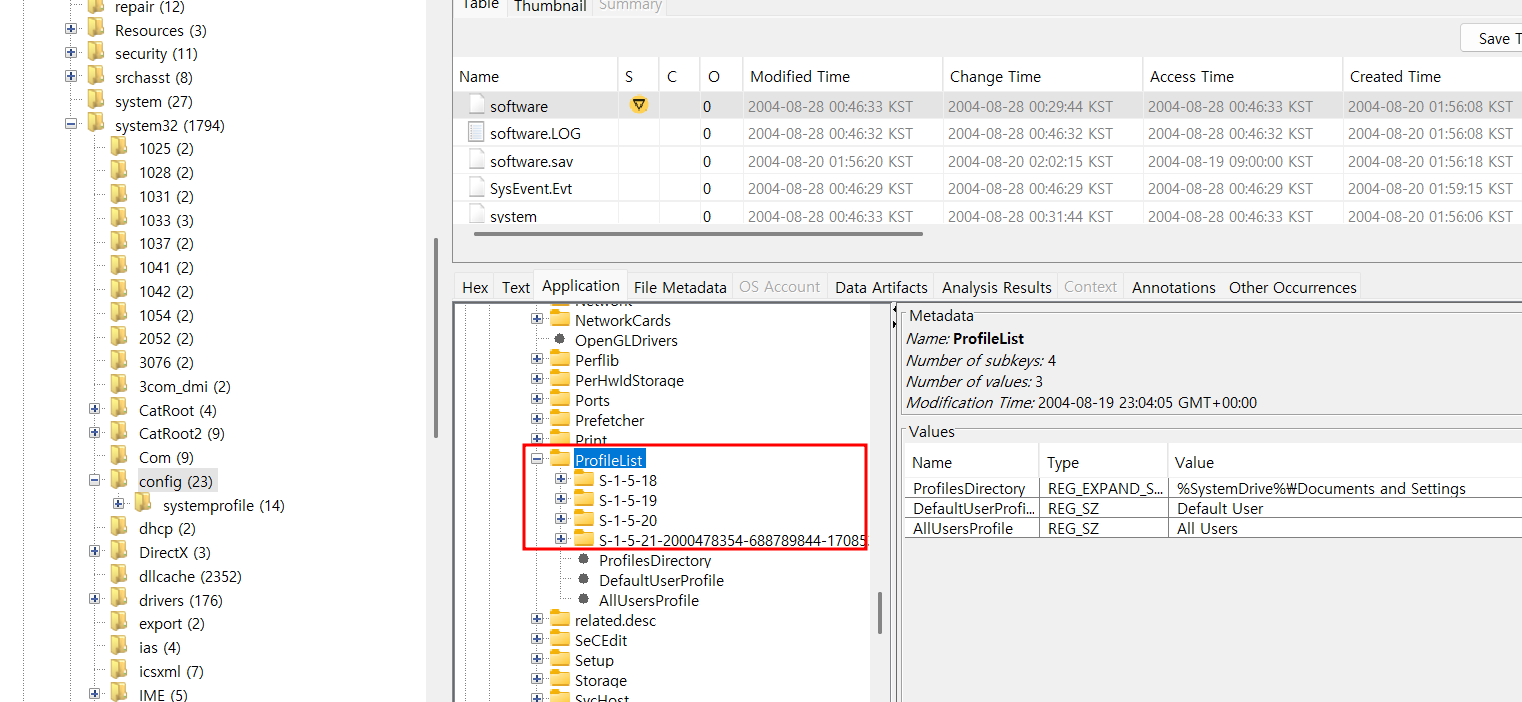 repair (12)
Resources (3)
security (11)
srchasst (8)
system (27)
system32 (1794)
1025 (2)
1028 (2)
1031 (2)
1033 (3)
1037 (2)
1041 (2)
1042 (2)
1054 (2)
2052 (2)
3076 (2)
3com_dmi (2)
CatRoot (4)
CatRoot2 (9)
Com (9)
config (23)
systemprofile (14)
dhcp (2)
DirectX (3)
dllcache (2352)
drivers (176)
export (2)
ias (4)
icsxml (7)
IME (5)
Table Thumbnail Summary
Save T
Name S C O Modified Time Change Time Access Time Created Time
software 0 2004-08-28 00:46:33 KST 2004-08-28 00:29:44 KST 2004-08-28 00:46:33 KST 2004-08-20 01:56:08 KST
software.LOG 0 2004-08-28 00:46:32 KST 2004-08-28 00:46:32 KST 2004-08-28 00:46:32 KST 2004-08-20 01:56:08 KST
software.sav 0 2004-08-20 01:56:20 KST 2004-08-20 02:02:15 KST 2004-08-19 09:00:00 KST 2004-08-20 01:56:18 KST
SysEvent.Evt 0 2004-08-28 00:46:29 KST 2004-08-28 00:46:29 KST 2004-08-28 00:46:29 KST 2004-08-20 01:59:15 KST
system 0 2004-08-28 00:46:33 KST 2004-08-28 00:31:44 KST 2004-08-28 00:46:33 KST 2004-08-20 01:56:06 KST
Hex Text Application File Metadata OS Account Data Artifacts Analysis Results Context Annotations Other Occurrences
Network
NetworkCards
OpenGLDrivers
Perflib
PerHwIdStorage
Ports
Prefetcher
Print
ProfileList
S-1-5-18
S-1-5-19
S-1-5-20
S-1-5-21-2000478354-688789844-17085
ProfilesDirectory
DefaultUserProfile
AllUsersProfile
related.desc
SeCEdit
Setup
Storage
SvcHost
Metadata
Name: ProfileList
Number of subkeys: 4
Number of values: 3
Modification Time: 2004-08-19 23:04:05 GMT+00:00
Values
Name Type Value
ProfilesDirectory REG_EXPAND_S... %SystemDrive%₩Documents and Settings
DefaultUserProfi... REG_SZ Default User
AllUsersProfile REG_SZ All Users